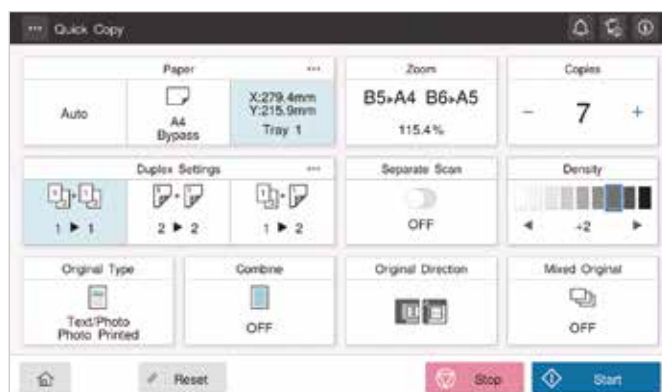 Quick Copy
Paper
Zoom
Copies
Auto
A4
Bypass
X:279.4mm
Y:215.9mm
Tray 1
B5▸A4 B6▸A5
115.4%
- 7 +
Duplex Settings
Separate Scan
Density
1 ▶ 1
2 ▶ 2
1 ▶ 2
OFF
◀ +2 ▶
Original Type
Combine
Original Direction
Mixed Original
Text/Photo
Photo Printed
OFF
OFF
Reset
Stop
Start